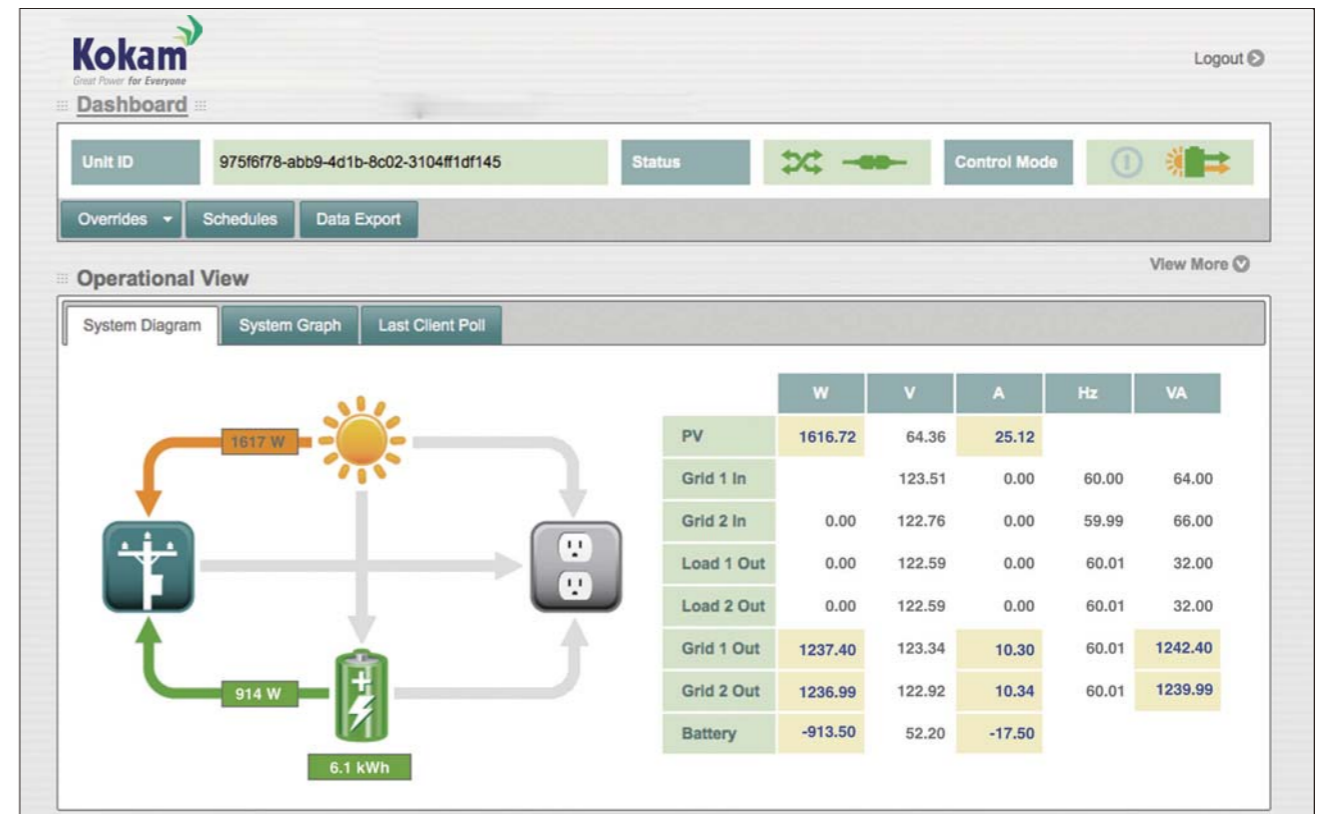 Kokam
Great Power for Everyone
Logout
Dashboard
Unit ID 975f6f78-abb9-4d1b-8c02-3104ff1df145 Status Control Mode
Overrides Schedules Data Export
View More
Operational View
System Diagram System Graph Last Client Poll
1617 W
914 W
6.1 kWh
W V A Hz VA
PV 1616.72 64.36 25.12
Grid 1 In 123.51 0.00 60.00 64.00
Grid 2 In 0.00 122.76 0.00 59.99 66.00
Load 1 Out 0.00 122.59 0.00 60.01 32.00
Load 2 Out 0.00 122.59 0.00 60.01 32.00
Grid 1 Out 1237.40 123.34 10.30 60.01 1242.40
Grid 2 Out 1236.99 122.92 10.34 60.01 1239.99
Battery -913.50 52.20 -17.50